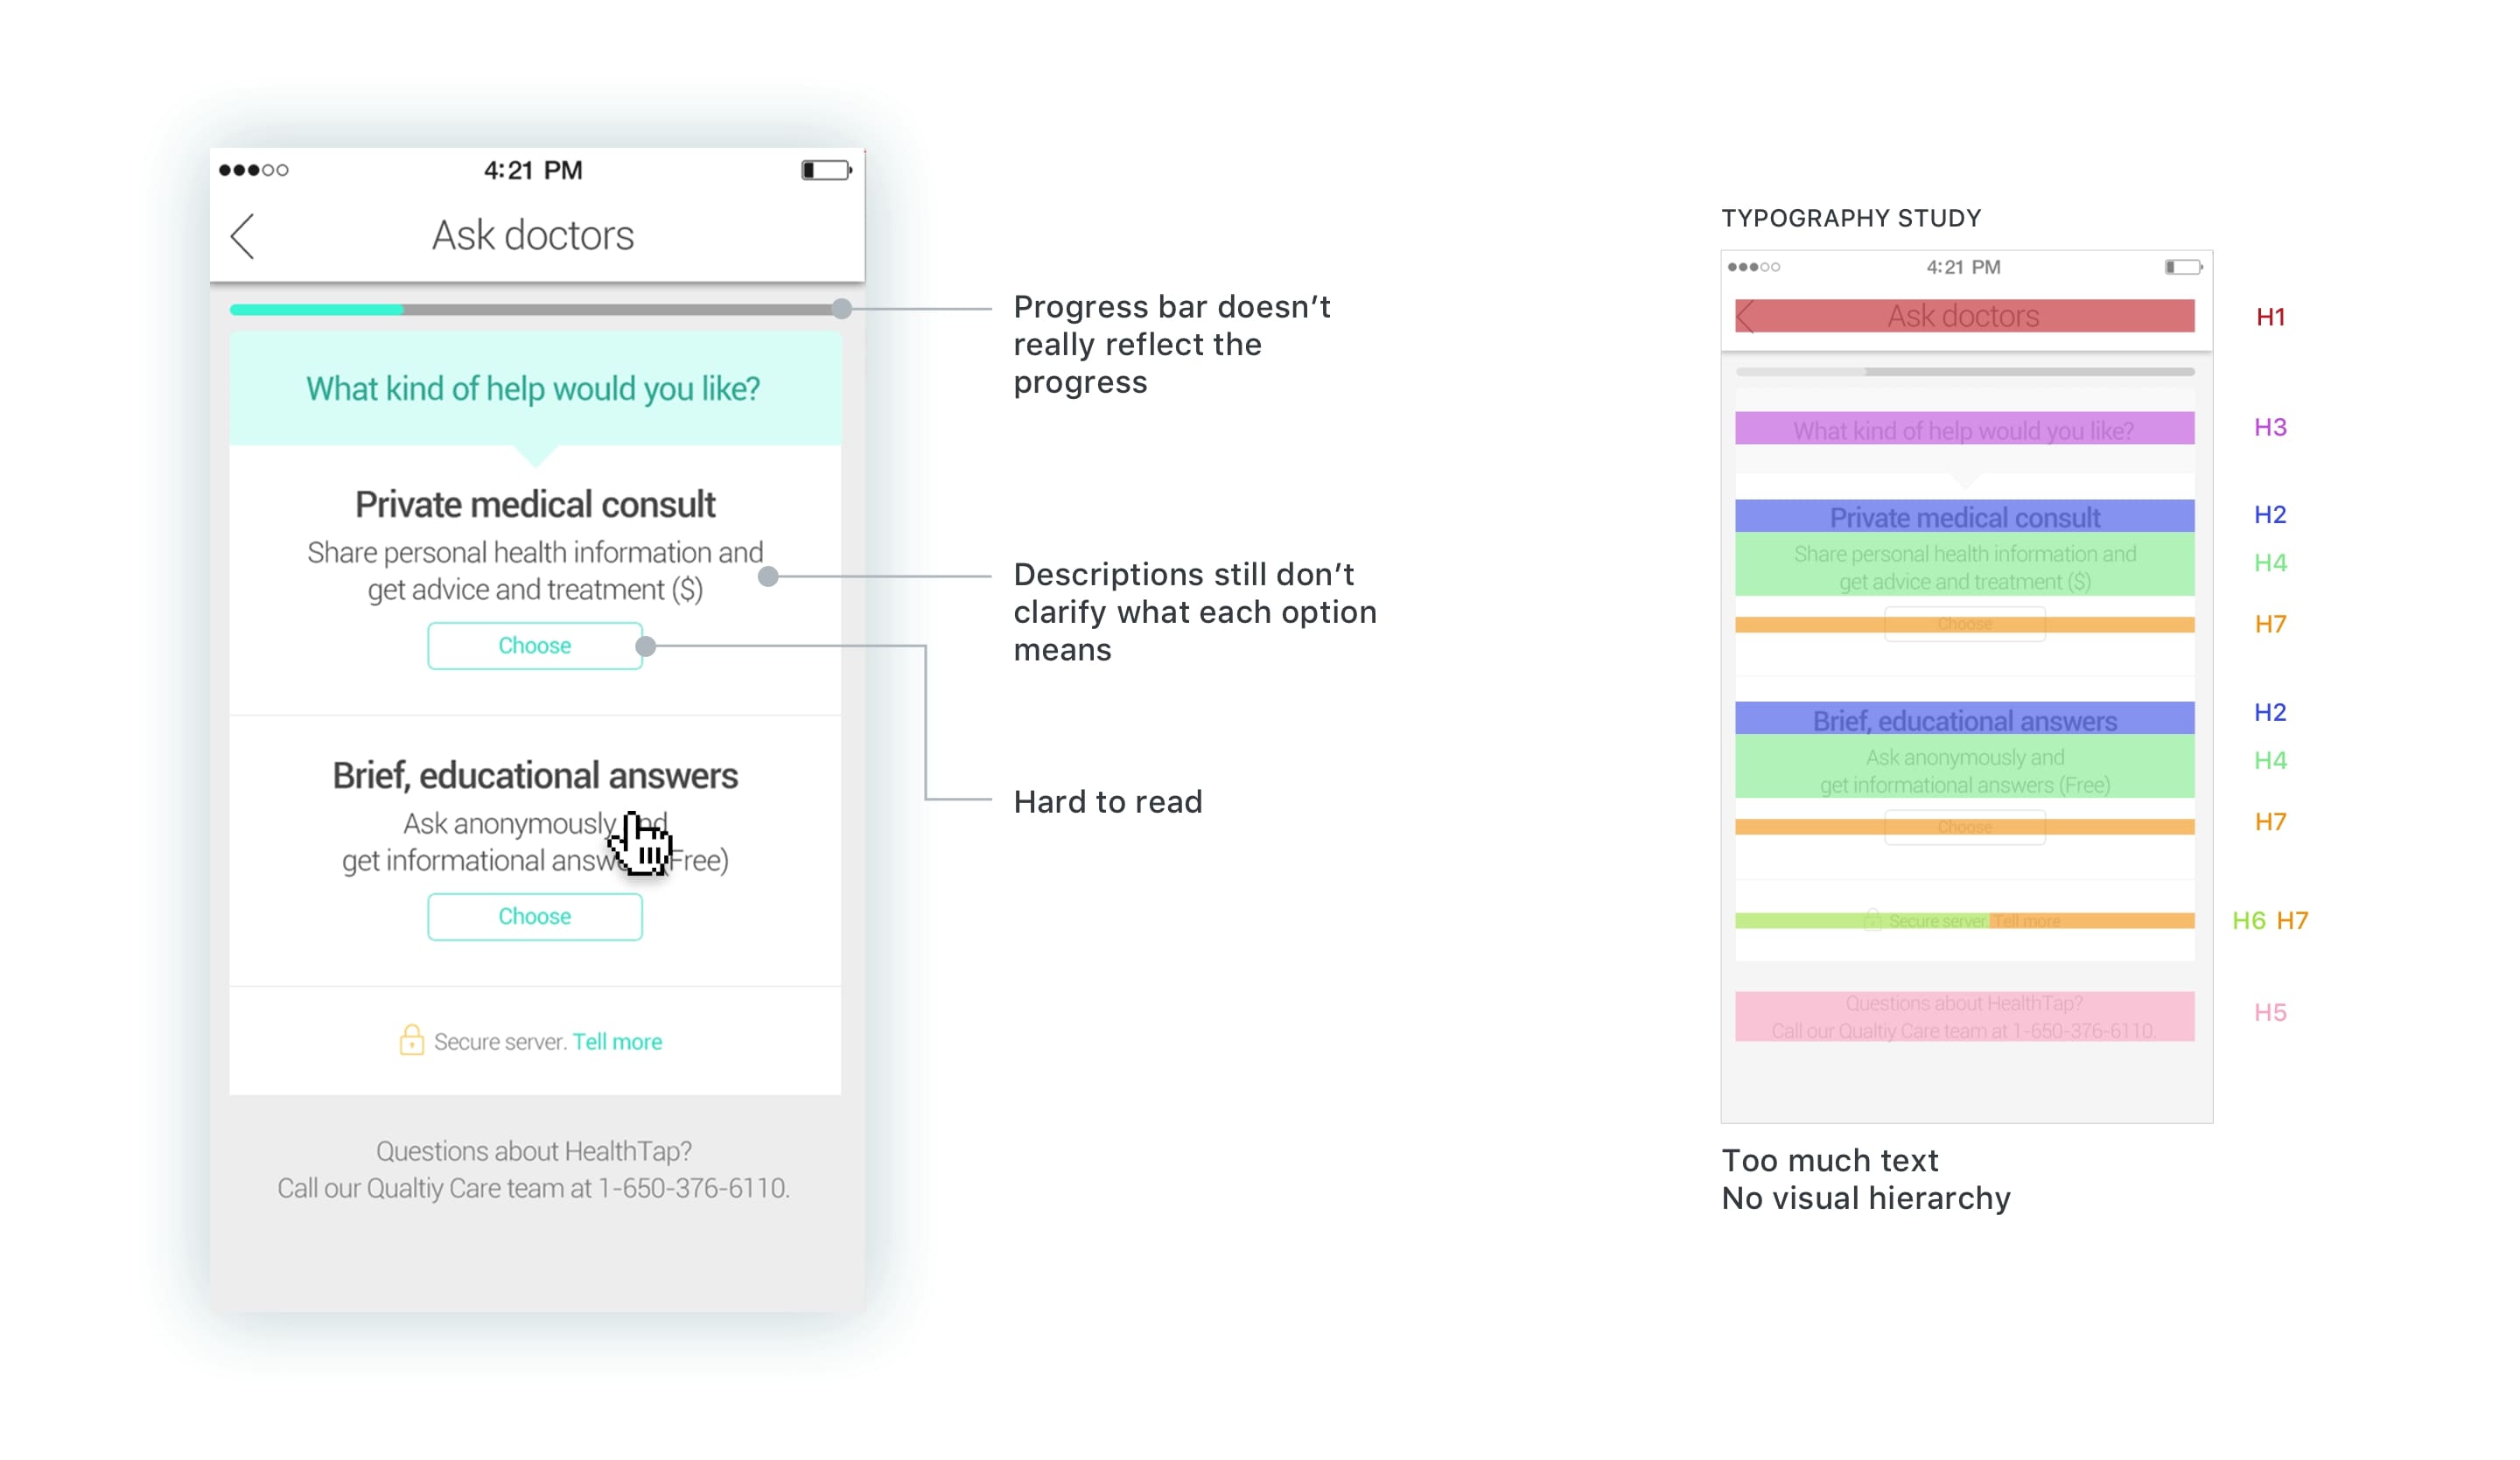 4:21 PM
Ask doctors
What kind of help would you like?
Private medical consult
Share personal health information and
get advice and treatment ($)
Choose
Brief, educational answers
Ask anonymously and
get informational answers (Free)
Choose
Secure server. Tell more
Questions about HealthTap?
Call our Qualtiy Care team at 1-650-376-6110.
Progress bar doesn’t
really reflect the
progress
Descriptions still don’t
clarify what each option
means
Hard to read
TYPOGRAPHY STUDY
4:21 PM
Ask doctors
H1
What kind of help would you like?
H3
Private medical consult
H2
Share personal health information and
get advice and treatment ($)
H4
Choose
H7
Brief, educational answers
H2
Ask anonymously and
get informational answers (Free)
H4
Choose
H7
Secure server. Tell more
H6 H7
Questions about HealthTap?
Call our Qualtiy Care team at 1-650-376-6110.
H5
Too much text
No visual hierarchy